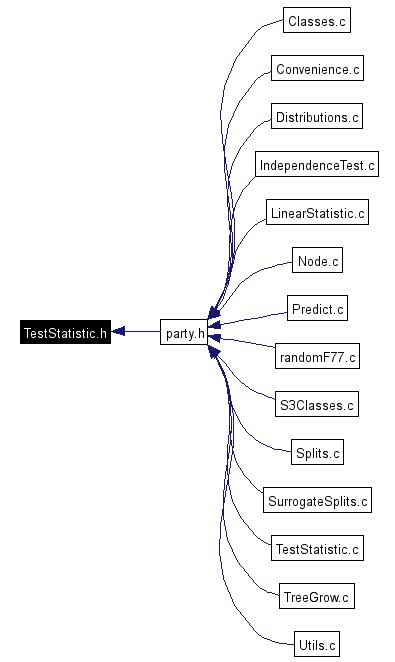 Classes.c
Convenience.c
Distributions.c
IndependenceTest.c
LinearStatistic.c
Node.c
Predict.c
TestStatistic.h
party.h
randomF77.c
S3Classes.c
Splits.c
SurrogateSplits.c
TestStatistic.c
TreeGrow.c
Utils.c